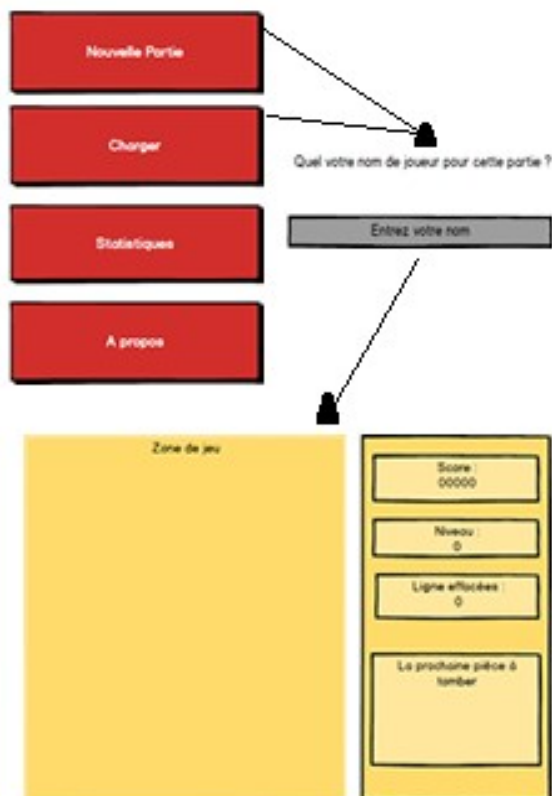 Nouvelle Partie
Charger
Quel votre nom de joueur pour cette partie ?
Entrez votre nom
Statistiques
A propos
Zone de jeu
Score :
00000
Niveau :
0
Ligne effacées :
0
La prochaine pièce à
tomber